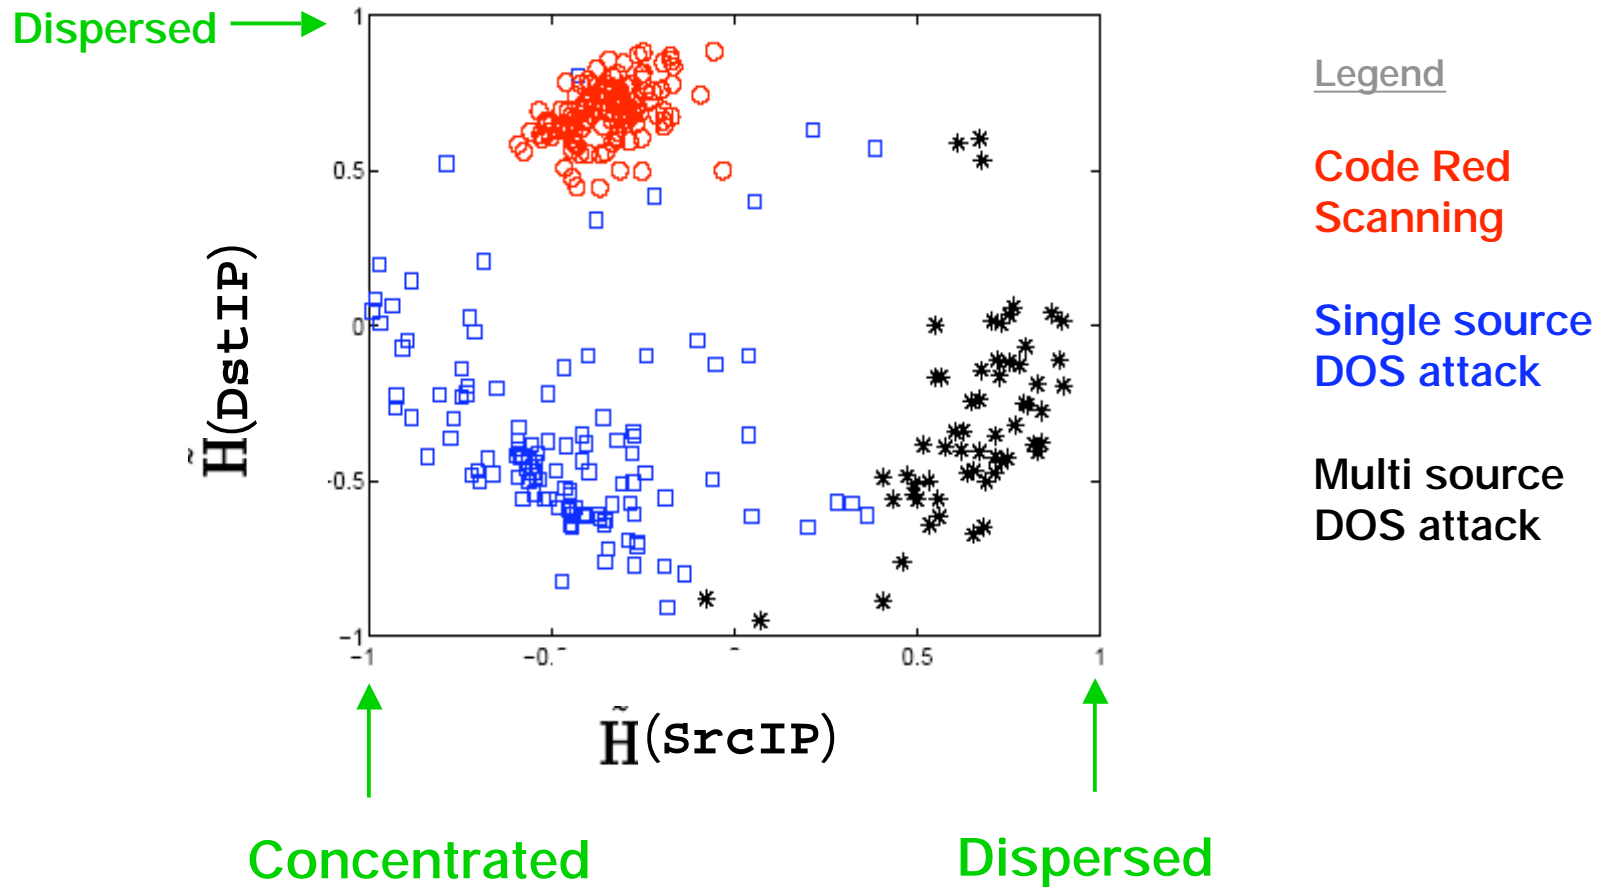 Dispersed
1
0.5
0
-0.5
−1
−1
0.5
1
H̃(DstIP)
H̃(SrcIP)
Concentrated
Dispersed
Legend
Code Red
Scanning
Single source
DOS attack
Multi source
DOS attack